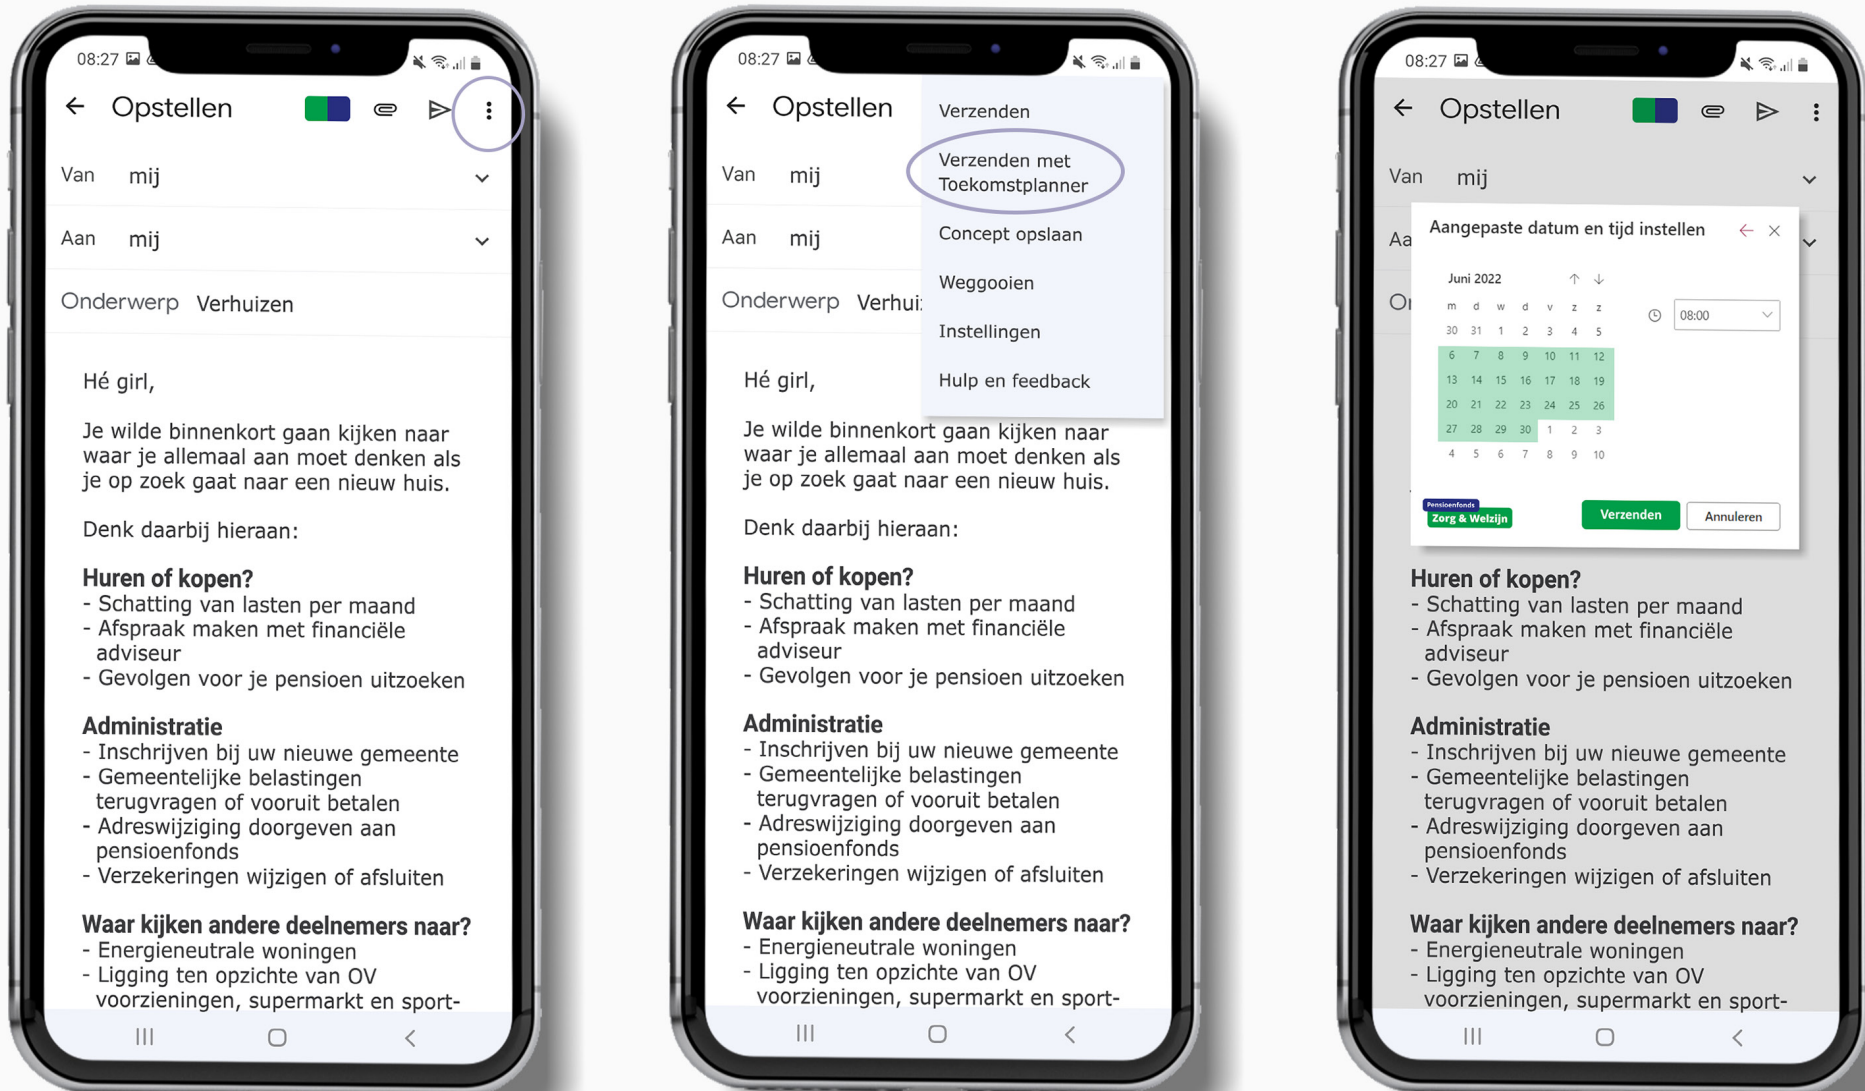 08:27
Opstellen
Van mij
Aan mij
Onderwerp Verhuizen
Hé girl,
Je wilde binnenkort gaan kijken naar
waar je allemaal aan moet denken als
je op zoek gaat naar een nieuw huis.
Denk daarbij hieraan:
Huren of kopen?
- Schatting van lasten per maand
- Afspraak maken met financiële
adviseur
- Gevolgen voor je pensioen uitzoeken
Administratie
- Inschrijven bij uw nieuwe gemeente
- Gemeentelijke belastingen
terugvragen of vooruit betalen
- Adreswijziging doorgeven aan
pensioenfonds
- Verzekeringen wijzigen of afsluiten
Waar kijken andere deelnemers naar?
- Energieneutrale woningen
- Ligging ten opzichte van OV
voorzieningen, supermarkt en sport-
08:27
Opstellen
Van mij
Aan mij
Onderwerp Verhui
Verzenden
Verzenden met
Toekomstplanner
Concept opslaan
Weggooien
Instellingen
Hulp en feedback
Hé girl,
Je wilde binnenkort gaan kijken naar
waar je allemaal aan moet denken als
je op zoek gaat naar een nieuw huis.
Denk daarbij hieraan:
Huren of kopen?
- Schatting van lasten per maand
- Afspraak maken met financiële
adviseur
- Gevolgen voor je pensioen uitzoeken
Administratie
- Inschrijven bij uw nieuwe gemeente
- Gemeentelijke belastingen
terugvragen of vooruit betalen
- Adreswijziging doorgeven aan
pensioenfonds
- Verzekeringen wijzigen of afsluiten
Waar kijken andere deelnemers naar?
- Energieneutrale woningen
- Ligging ten opzichte van OV
voorzieningen, supermarkt en sport-
08:27
Opstellen
Van mij
Aa
On
Aangepaste datum en tijd instellen
Juni 2022
m d w d v z z
30 31 1 2 3 4 5
6 7 8 9 10 11 12
13 14 15 16 17 18 19
20 21 22 23 24 25 26
27 28 29 30 1 2 3
4 5 6 7 8 9 10
08:00
Pensioenfonds
Zorg & Welzijn
Verzenden
Annuleren
Huren of kopen?
- Schatting van lasten per maand
- Afspraak maken met financiële
adviseur
- Gevolgen voor je pensioen uitzoeken
Administratie
- Inschrijven bij uw nieuwe gemeente
- Gemeentelijke belastingen
terugvragen of vooruit betalen
- Adreswijziging doorgeven aan
pensioenfonds
- Verzekeringen wijzigen of afsluiten
Waar kijken andere deelnemers naar?
- Energieneutrale woningen
- Ligging ten opzichte van OV
voorzieningen, supermarkt en sport-